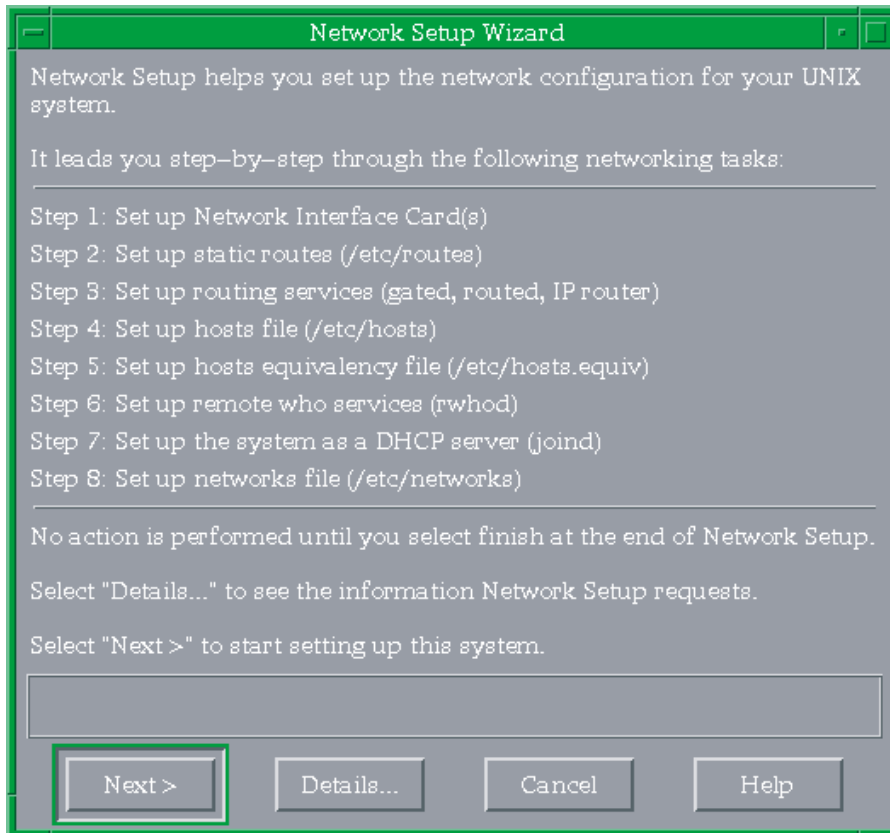 Network Setup Wizard
Network Setup helps you set up the network configuration for your UNIX
system.
It leads you step-by-step through the following networking tasks:
Step 1: Set up Network Interface Card(s)
Step 2: Set up static routes (/etc/routes)
Step 3: Set up routing services (gated, routed, IP router)
Step 4: Set up hosts file (/etc/hosts)
Step 5: Set up hosts equivalency file (/etc/hosts.equiv)
Step 6: Set up remote who services (rwhod)
Step 7: Set up the system as a DHCP server (joind)
Step 8: Set up networks file (/etc/networks)
No action is performed until you select finish at the end of Network Setup.
Select "Details..." to see the information Network Setup requests.
Select "Next >" to start setting up this system.
Next > Details... Cancel Help